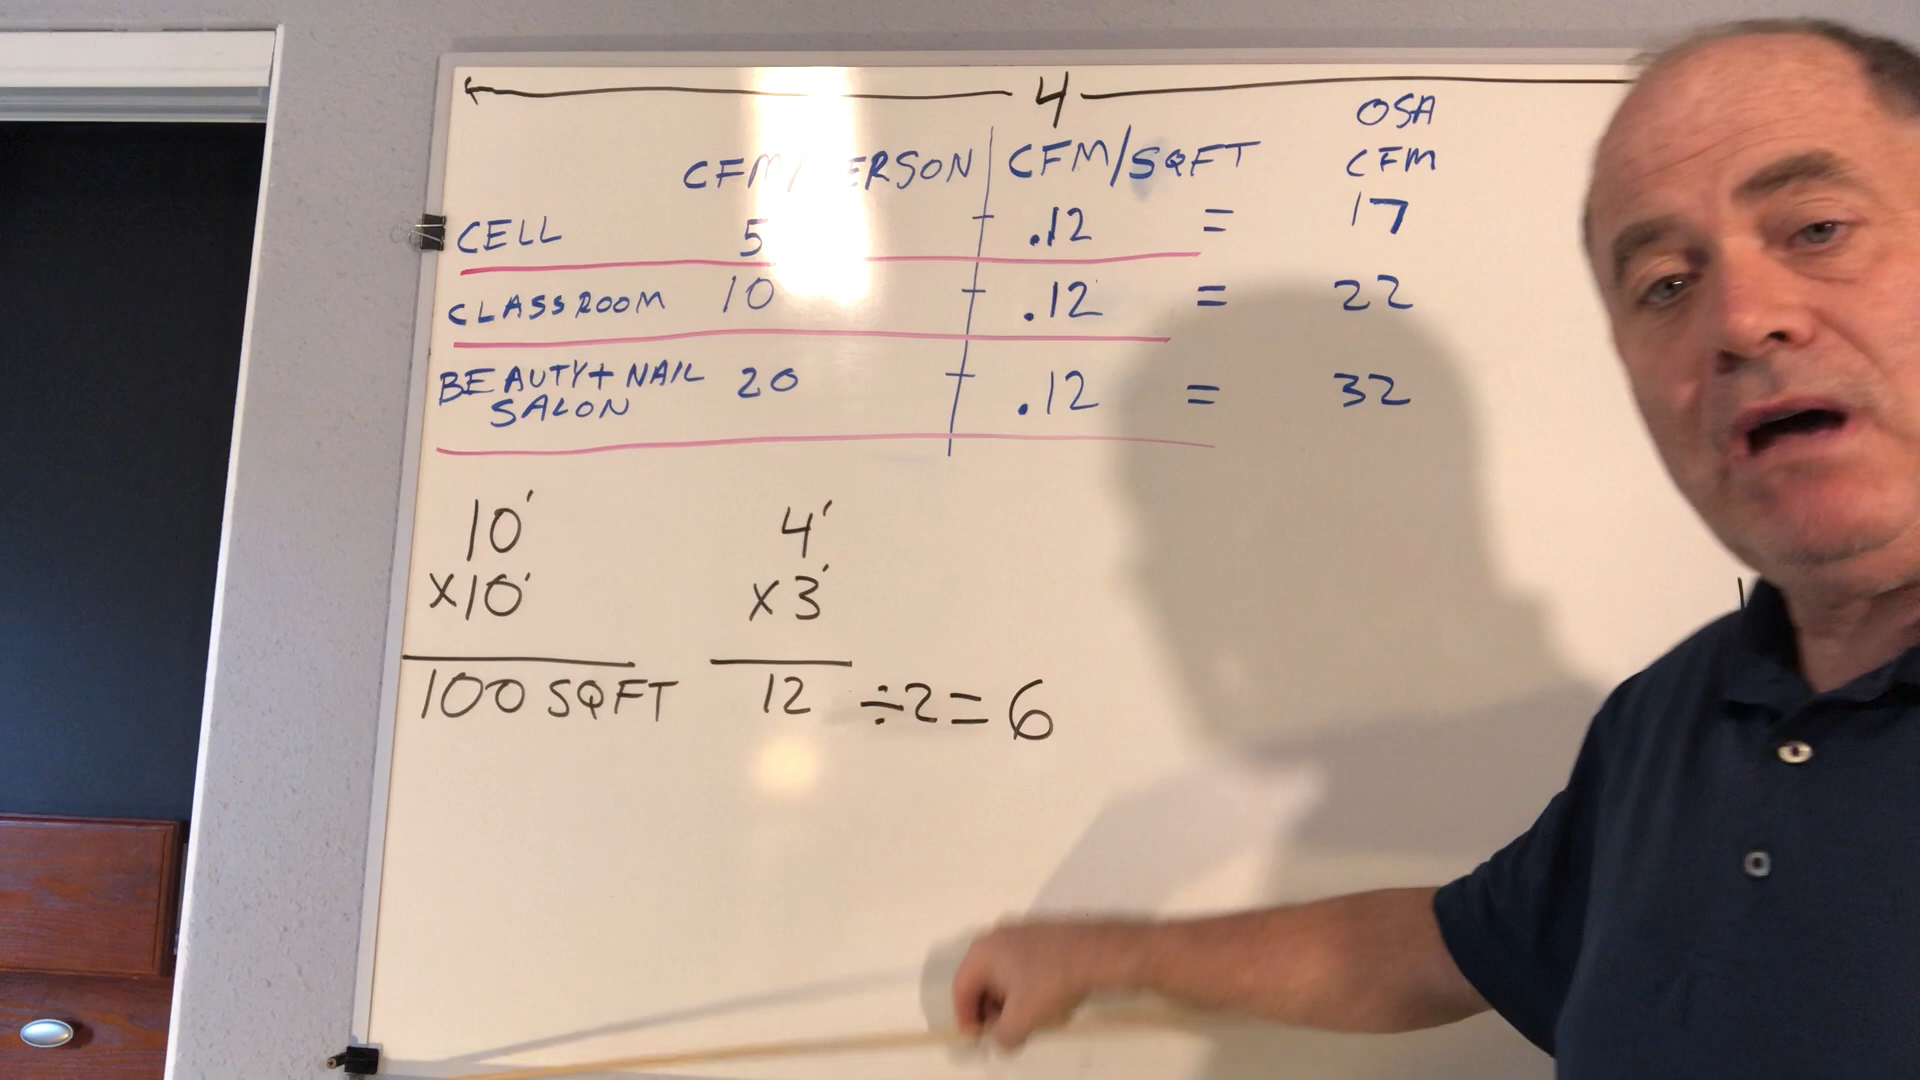 4
OSA
CFM/ ERSON CFM/SQFT CFM
CELL 5 + .12 = 17
CLASSROOM 10 + .12 = 22
BEAUTY + NAIL 20 + .12 = 32
SALON
10' 4'
X10' X 3'
100 SQFT 12 ÷2=6